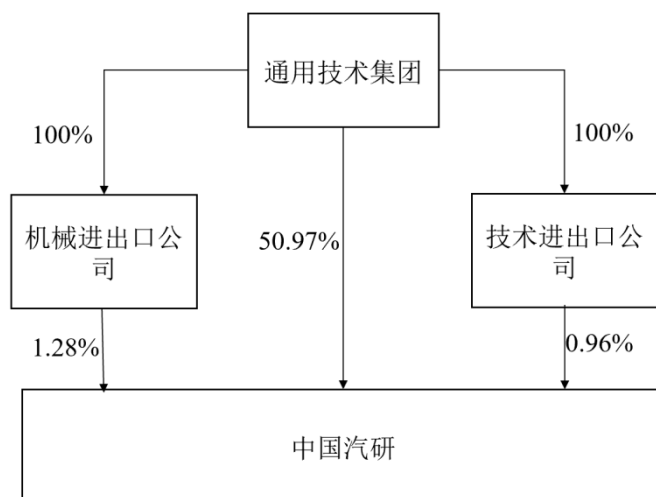 通用技术集团
100%
100%
机械进出口公
司
50.97%
技术进出口公
司
1.28%
0.96%
中国汽研